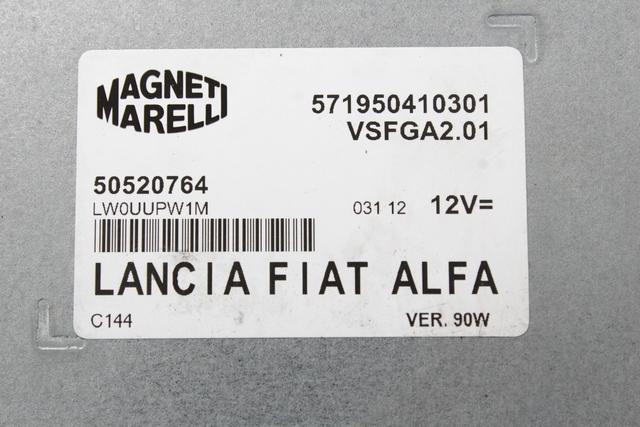 MAGNETI
MARELLI
571950410301
VSFGA2.01
50520764
LW0UUPW1M
031 12 12V=
LANCIA FIAT ALFA
C144 VER. 90W